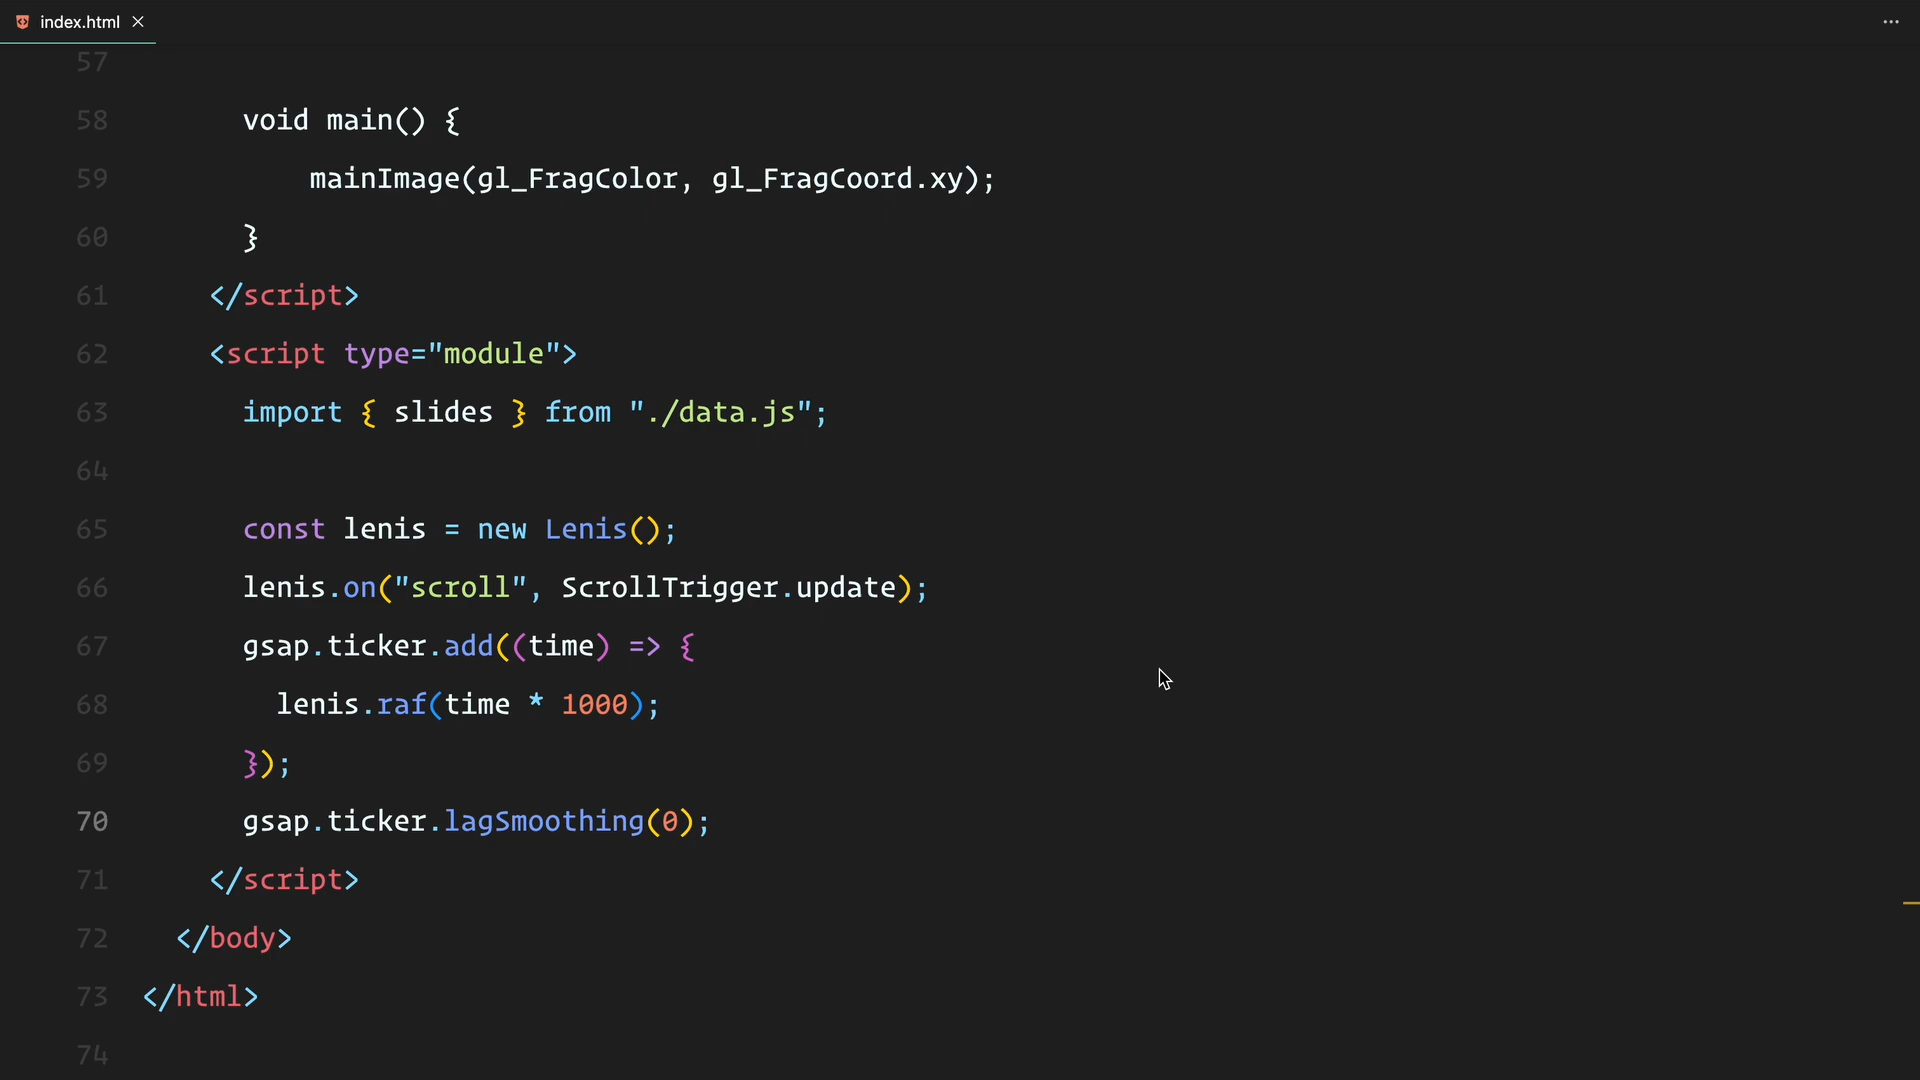 index.html
57
58 void main() {
59 mainImage(gl_FragColor, gl_FragCoord.xy);
60 }
61 </script>
62 <script type="module">
63 import { slides } from "./data.js";
64
65 const lenis = new Lenis();
66 lenis.on("scroll", ScrollTrigger.update);
67 gsap.ticker.add((time) => {
68 lenis.raf(time * 1000);
69 });
70 gsap.ticker.lagSmoothing(0);
71 </script>
72 </body>
73 </html>
74